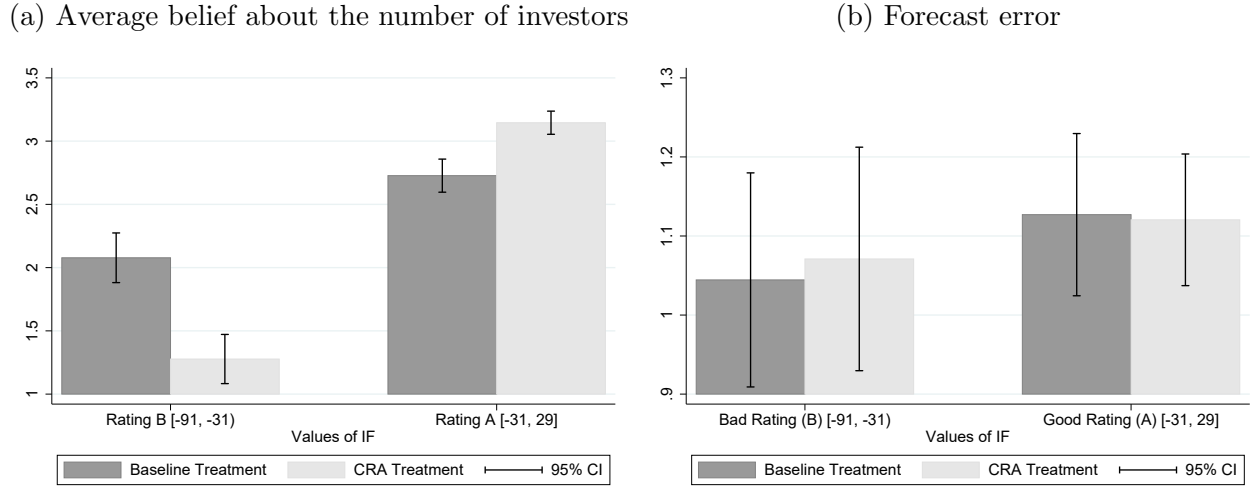 (a) Average belief about the number of investors
3.5
3
2.5
2
1.5
1
Rating B [-91, -31)
Rating A [-31, 29]
Values of IF
Baseline Treatment
CRA Treatment
95% CI
(b) Forecast error
1.3
1.2
1.1
1
.9
Bad Rating (B) [-91, -31)
Good Rating (A) [-31, 29]
Values of IF
Baseline Treatment
CRA Treatment
95% CI